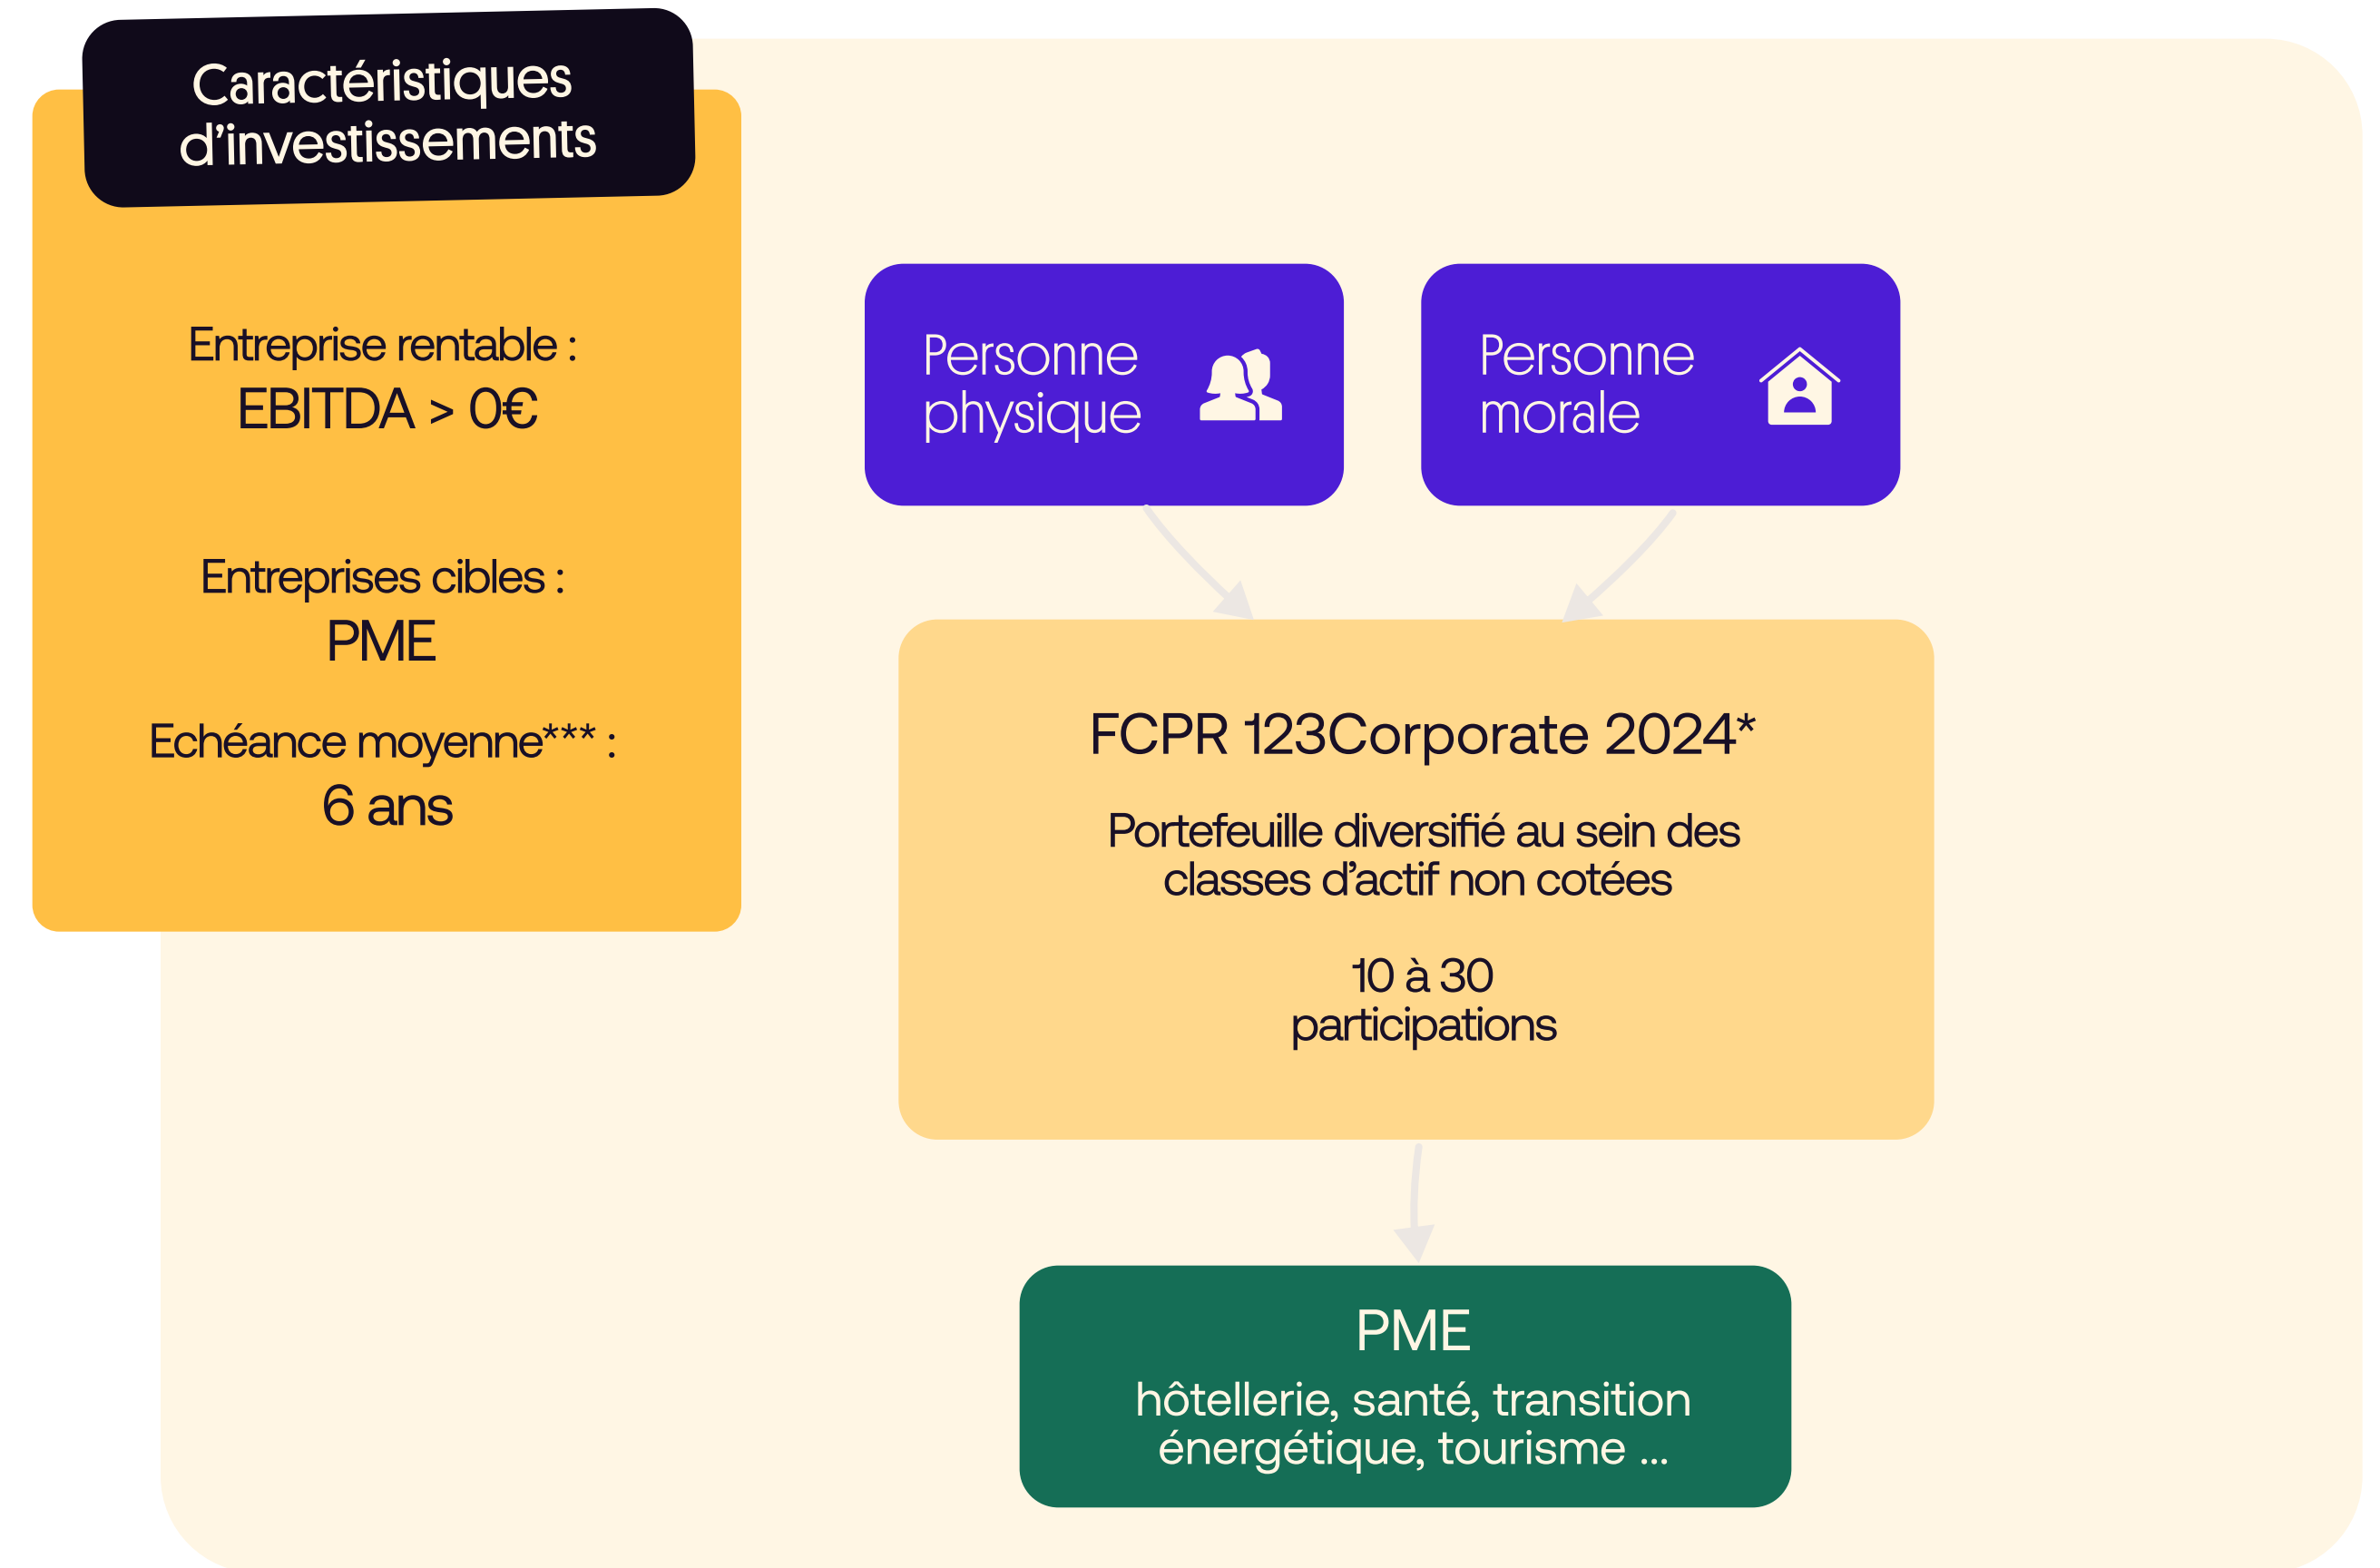 Caractéristiques
d’investissements
Entreprise rentable :
EBITDA > 0€
Entreprises cibles :
PME
Echéance moyenne*** :
6 ans
Personne
physique
Personne
morale
FCPR 123Corporate 2024*
Portefeuille diversifié au sein des
classes d’actif non cotées
10 à 30
participations
PME
hôtellerie, santé, transition
énergétique, tourisme ...